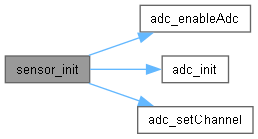 adc_enableAdc
sensor_init
adc_init
adc_setChannel